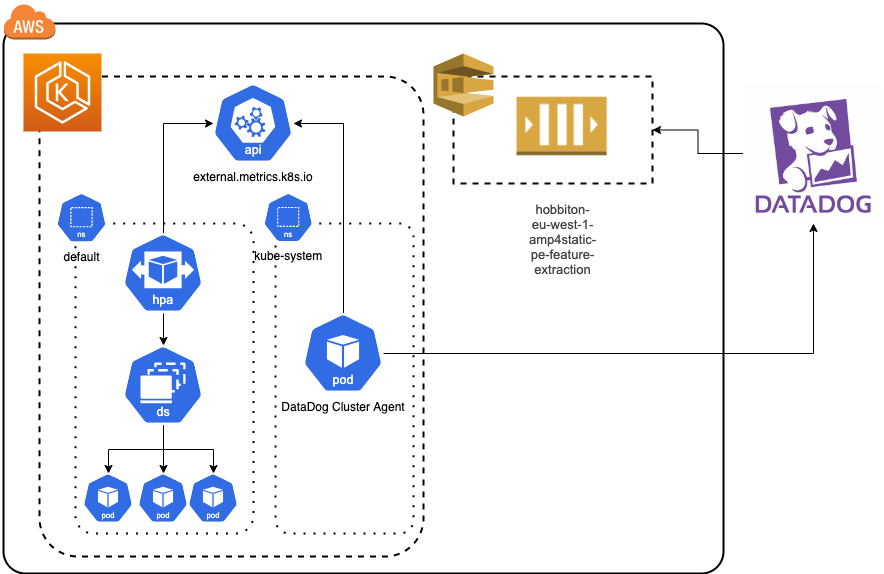 AWS
K
api
external.metrics.k8s.io
ns
default
ns
kube-system
hpa
ds
pod
pod
pod
pod
DataDog Cluster Agent
hobbiton-
eu-west-1-
amp4static-
pe-feature-
extraction
DATADOG